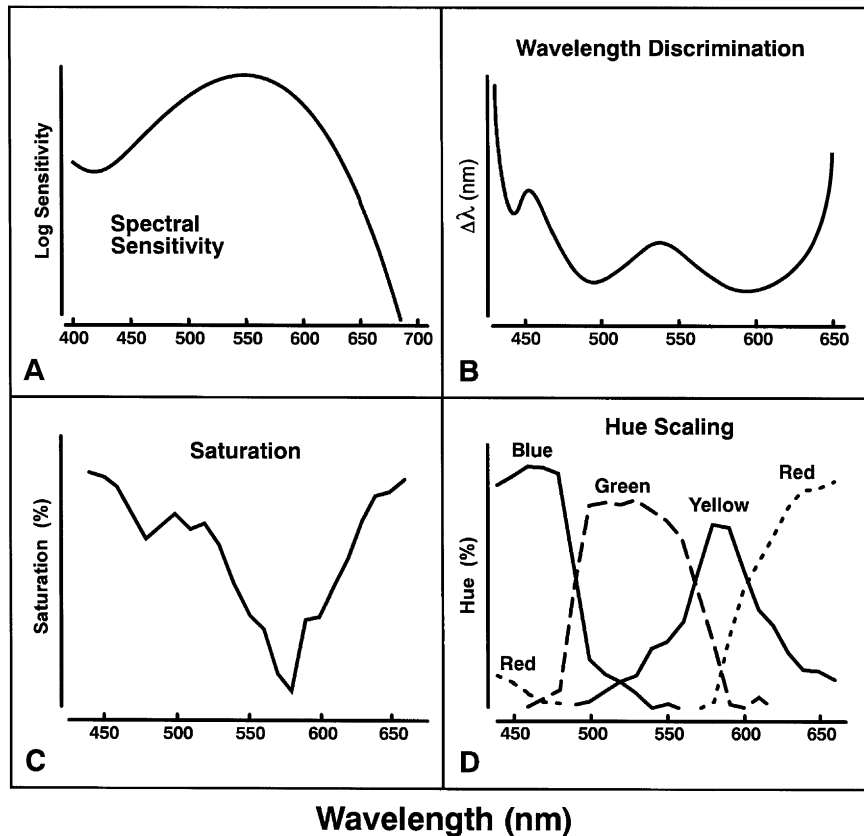 Log Sensitivity
Spectral
Sensitivity
400 450 500 550 600 650 700
A
Wavelength Discrimination
Δλ (nm)
450 500 550 600 650
B
Saturation
Saturation (%)
450 500 550 600 650
C
Hue Scaling
Blue
Green
Yellow
Red
Red
Hue (%)
450 500 550 600 650
D
Wavelength (nm)